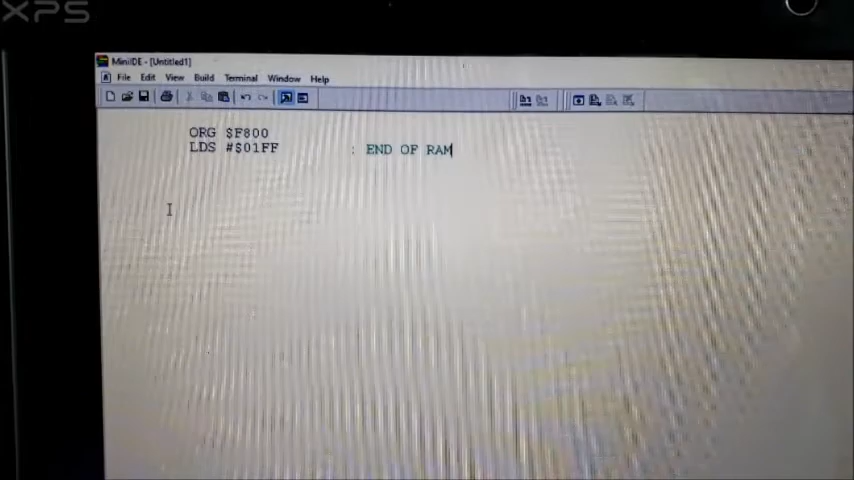 XPS
MiniIDE - [Untitled1]
File Edit View Build Terminal Window Help
ORG $F800
LDS #$01FF ; END OF RAM